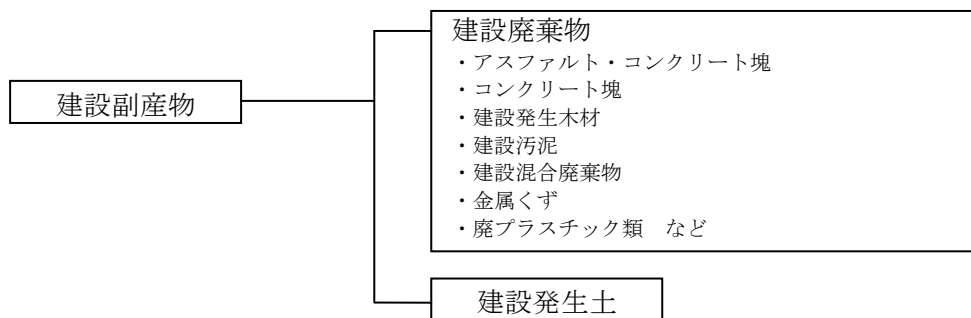 建設副産物
建設廃棄物
・アスファルト・コンクリート塊
・コンクリート塊
・建設発生木材
・建設汚泥
・建設混合廃棄物
・金属くず
・廃プラスチック類　など
建設発生土